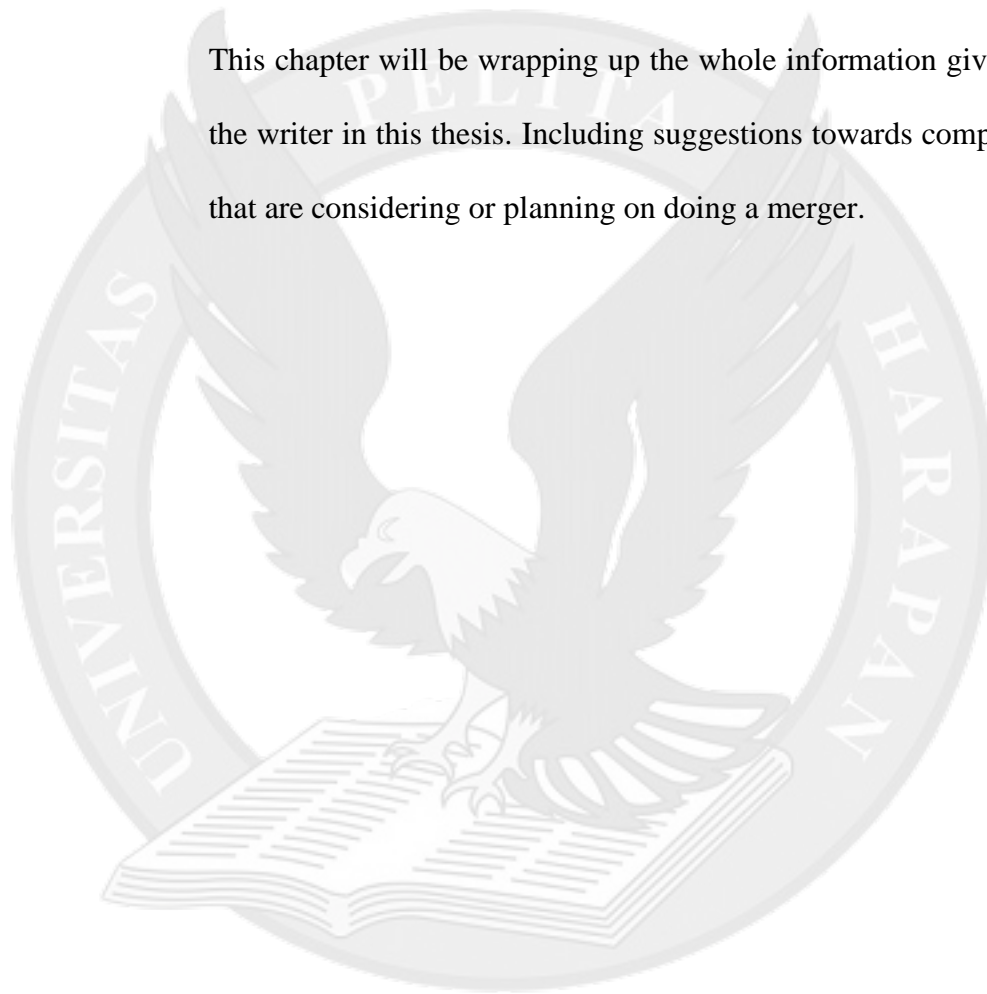 This chapter will be wrapping up the whole information giv
the writer in this thesis. Including suggestions towards comp
that are considering or planning on doing a merger.
UNIVERSITAS PELITA HARAPAN